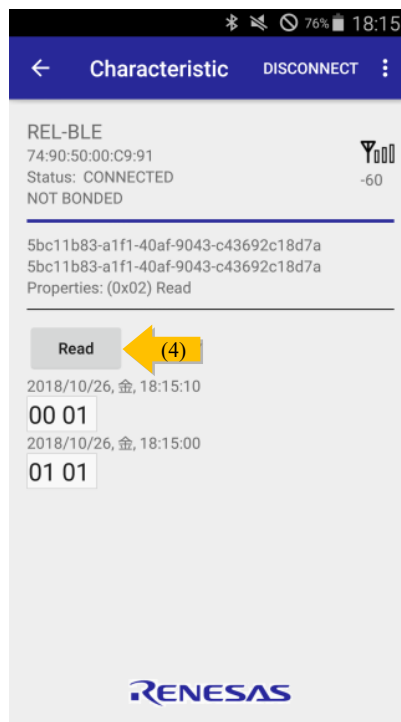 76% 18:15
Characteristic DISCONNECT
REL-BLE
74:90:50:00:C9:91
Status: CONNECTED
-60
NOT BONDED
5bc11b83-a1f1-40af-9043-c43692c18d7a
5bc11b83-a1f1-40af-9043-c43692c18d7a
Properties: (0x02) Read
Read (4)
2018/10/26, 金, 18:15:10
00 01
2018/10/26, 金, 18:15:00
01 01
RENESAS